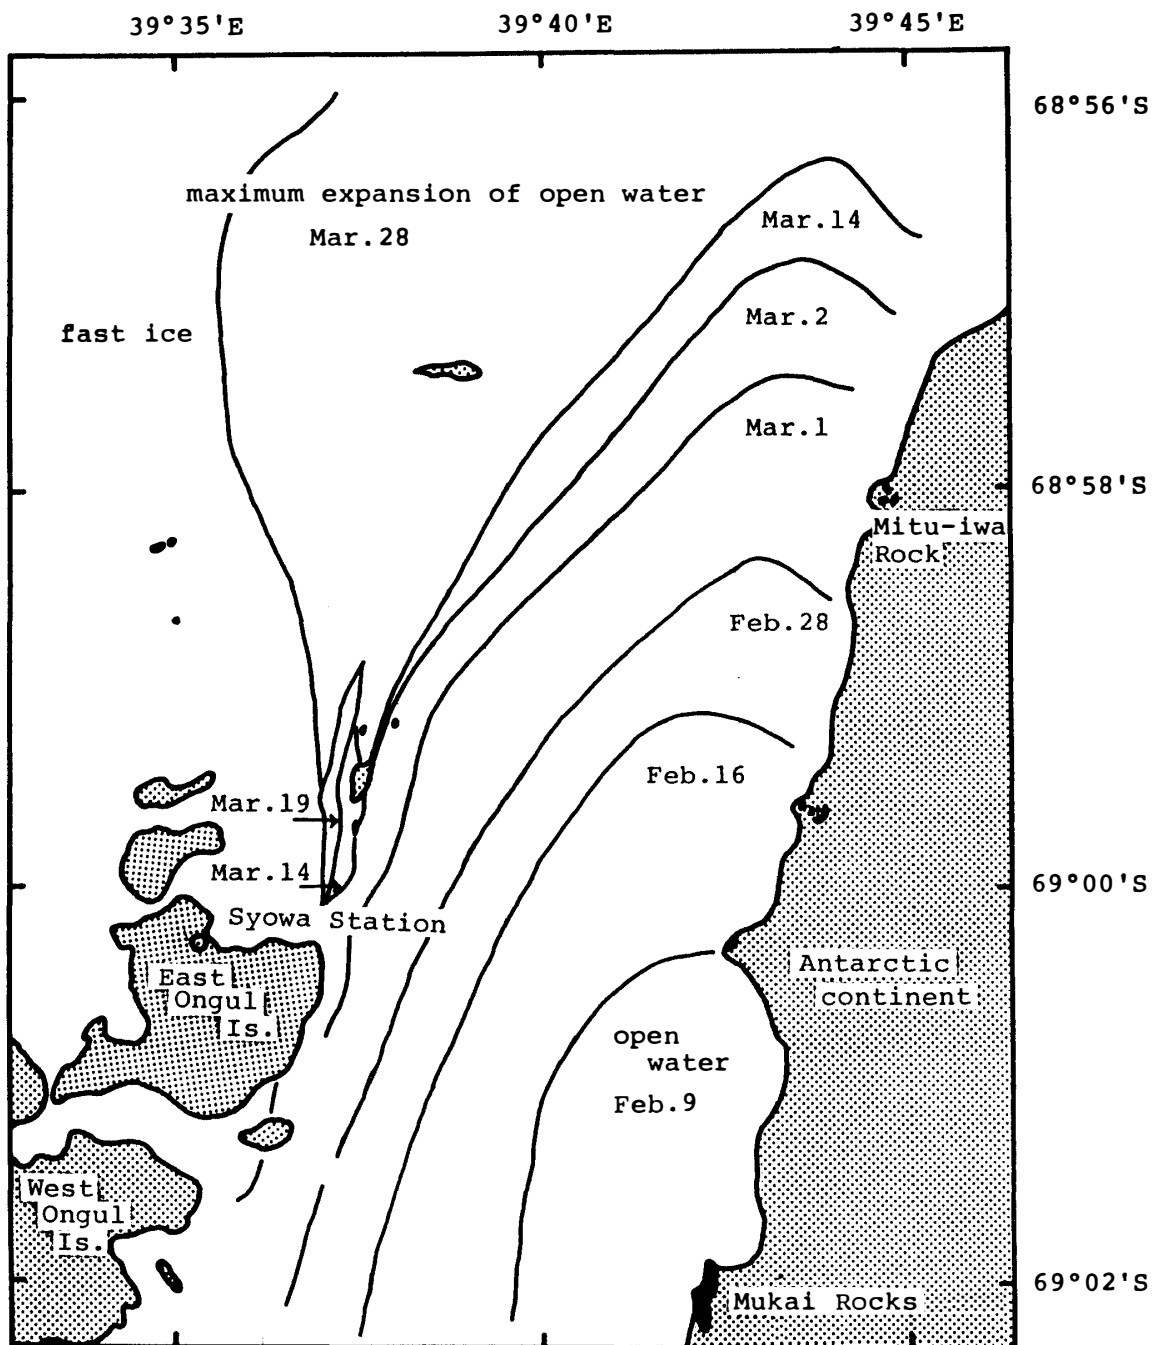 39°35'E 39°40'E 39°45'E
68°56'S
maximum expansion of open water
Mar.28
Mar.14
Mar.2
fast ice
Mar.1
68°58'S
Mitu-iwa
Rock
Feb.28
Feb.16
Mar.19
Mar.14
69°00'S
Syowa Station
East
Ongul
Is.
Antarctic
continent
open
water
Feb.9
West
Ongul
Is.
69°02'S
Mukai Rocks